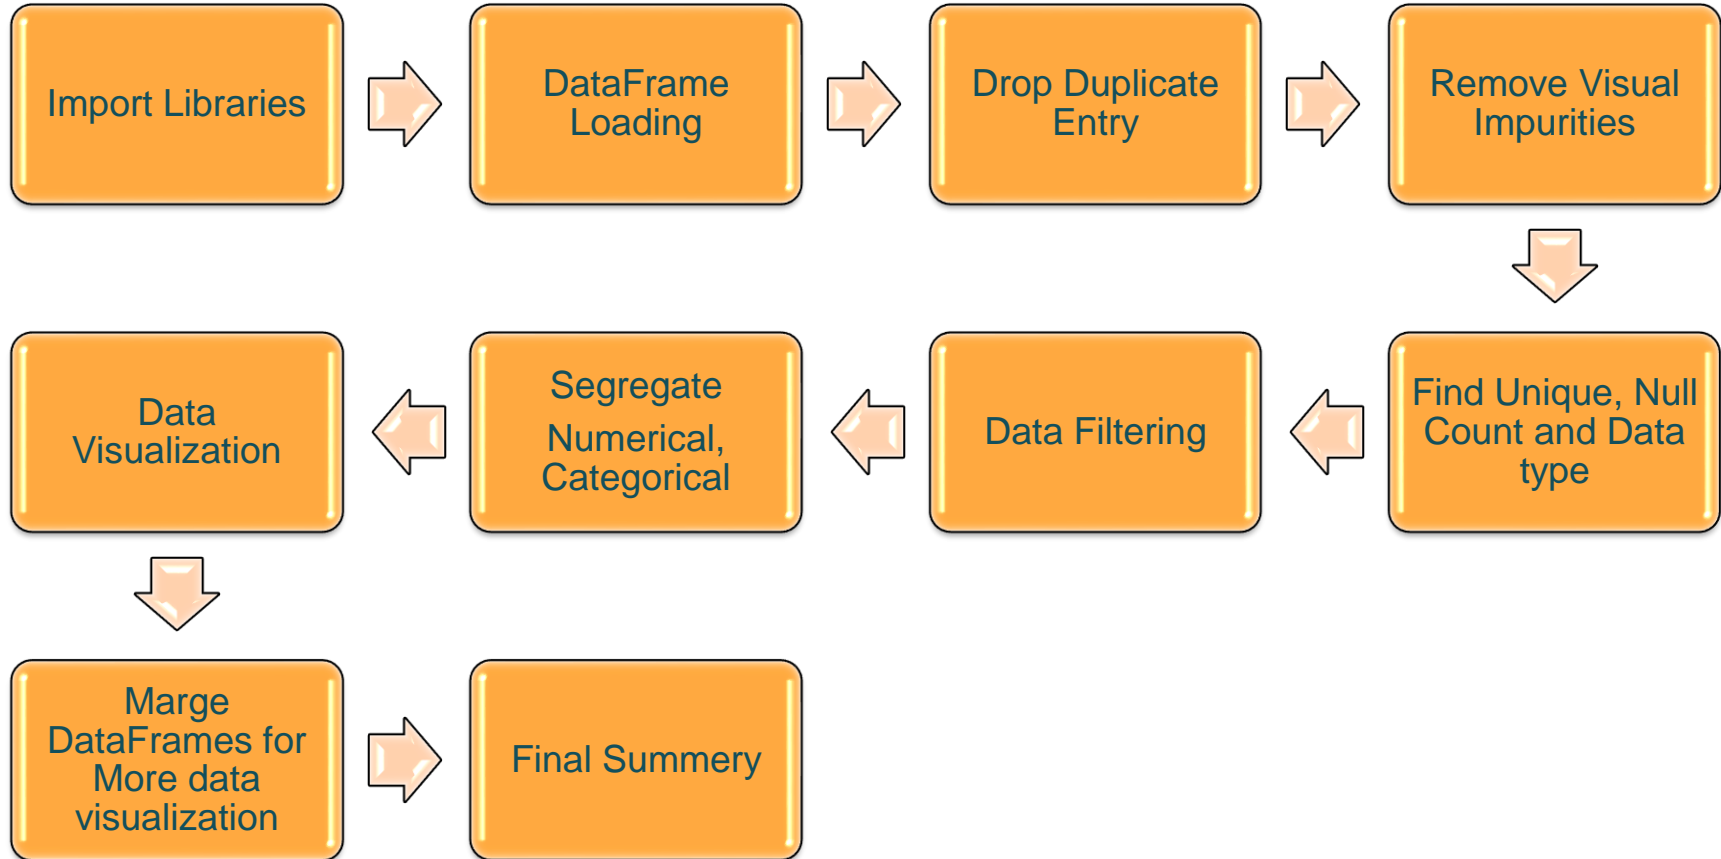 Import Libraries
DataFrame
Loading
Drop Duplicate
Entry
Remove Visual
Impurities
Find Unique, Null
Count and Data
type
Data Filtering
Segregate
Numerical,
Categorical
Data
Visualization
Marge
DataFrames for
More data
visualization
Final Summery